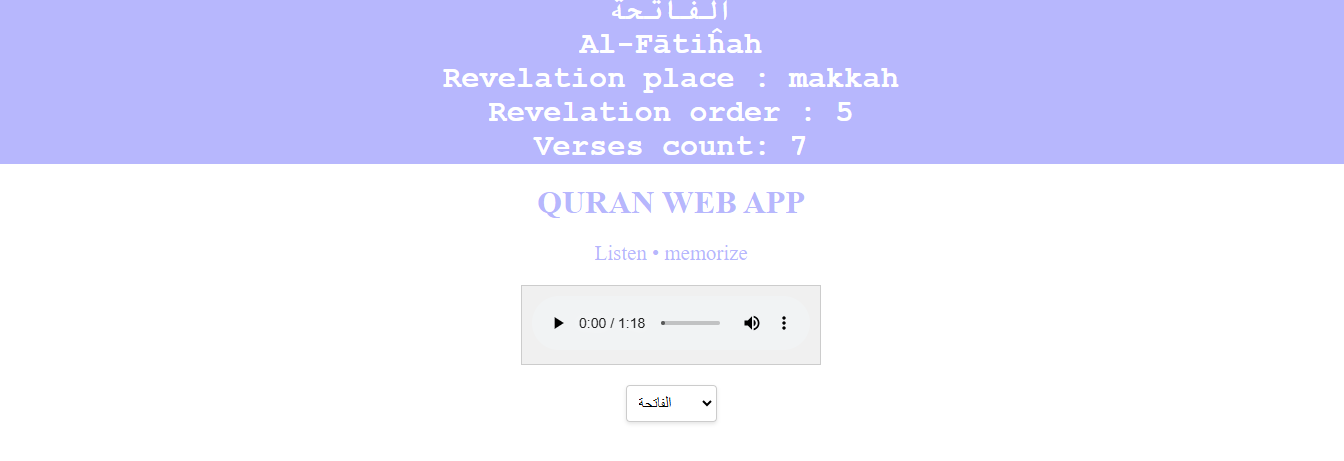 الفاتحة
Al-Fātiĥah
Revelation place : makkah
Revelation order : 5
Verses count: 7
QURAN WEB APP
Listen • memorize
0:00 / 1:18
الفاتحة